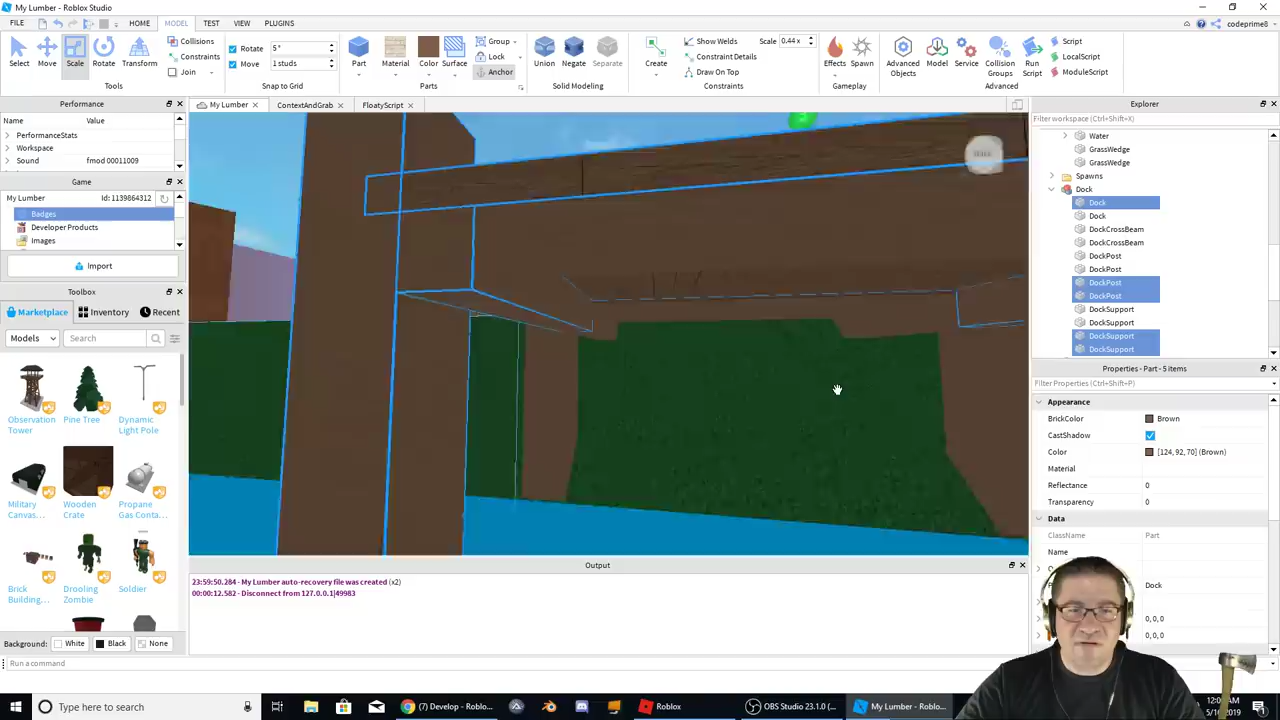 My Lumber - Roblox Studio
FILE HOME MODEL TEST VIEW PLUGINS codeprime8
Select Move Scale Rotate Transform
Collisions
Constraints
Join
Tools
Rotate 5°
Move 1 studs
Snap to Grid
Part Material Color Surface
Group
Lock
Anchor
Parts
Union Negate Separate
Solid Modeling
Create
Show Welds Scale 0.44 x
Constraint Details
Draw On Top
Constraints
Effects Spawn
Gameplay
Advanced Objects Model Service Collision Groups Run Script
Script
LocalScript
ModuleScript
Advanced
Performance
Name Value
PerformanceStats
Workspace
Sound fmod 00011009
Game
My Lumber Id: 1139864312
Badges
Developer Products
Images
Import
Toolbox
Marketplace Inventory Recent
Models Search
Observation Tower
Pine Tree
Dynamic Light Pole
Military Canvas...
Wooden Crate
Propane Gas Conta...
Brick Building...
Drooling Zombie
Soldier
Background: White Black None
Run a command
My Lumber ContextAndGrab FloatyScript
Output
23:59:50.284 - My Lumber auto-recovery file was created (x2)
00:00:12.582 - Disconnect from 127.0.0.1|49983
Explorer
Filter workspace (Ctrl+Shift+X)
Water
GrassWedge
GrassWedge
Spawns
Dock
Dock
Dock
DockCrossBeam
DockCrossBeam
DockPost
DockPost
DockPost
DockPost
DockSupport
DockSupport
DockSupport
DockSupport
Properties - Part - 5 items
Filter Properties (Ctrl+Shift+P)
Appearance
BrickColor Brown
CastShadow
Color [124, 92, 70] (Brown)
Material
Reflectance 0
Transparency 0
Data
ClassName Part
Name
Dock
0, 0, 0
0, 0, 0
Type here to search
(7) Develop - Roblo...
Roblox
OBS Studio 23.1.0 (...
My Lumber - Roblo...